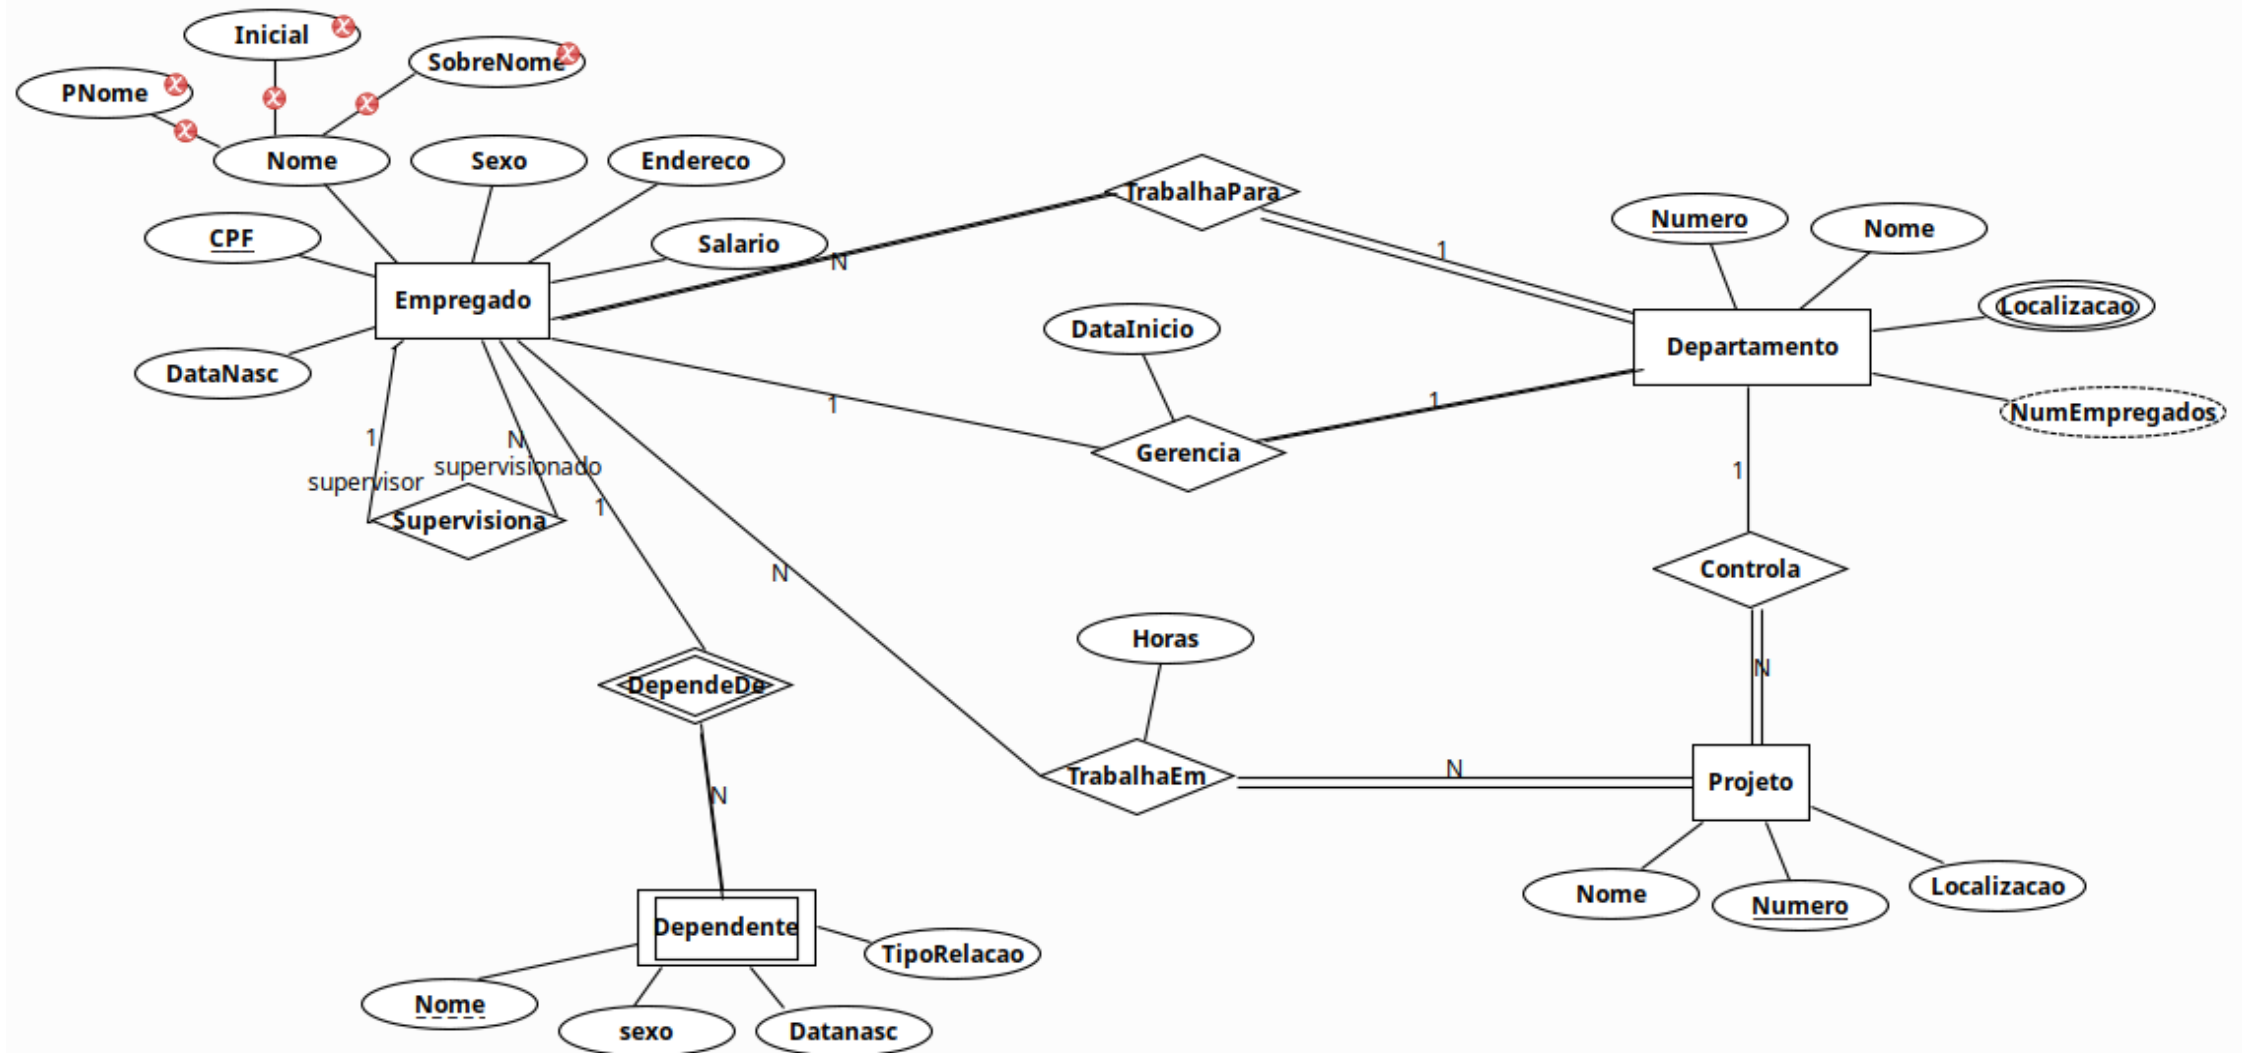 Inicial
SobreNome
PNome
Nome
Sexo
Endereco
TrabalhaPara
Numero
Nome
CPF
Salario
N
1
Empregado
Localizacao
DataInicio
Departamento
DataNasc
1
1
NumEmpregados
1
N
Gerencia
supervisionado
supervisor
1
1
Supervisiona
N
Controla
Horas
N
DependeDe
N
N
TrabalhaEm
Projeto
Nome
Numero
Localizacao
Dependente
TipoRelacao
Nome
sexo
Datanasc